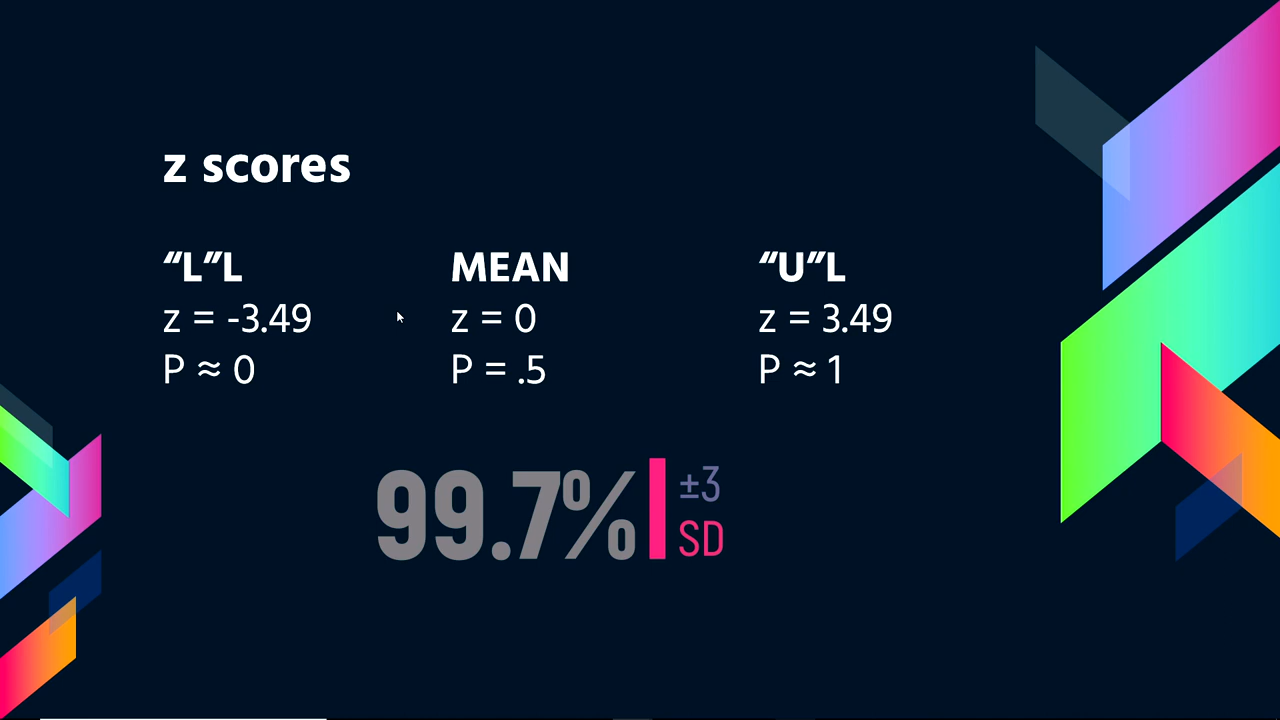 z scores
“L”L
z = -3.49
P ≈ 0
MEAN
z = 0
P = .5
“U”L
z = 3.49
P ≈ 1
99.7%
±3
SD